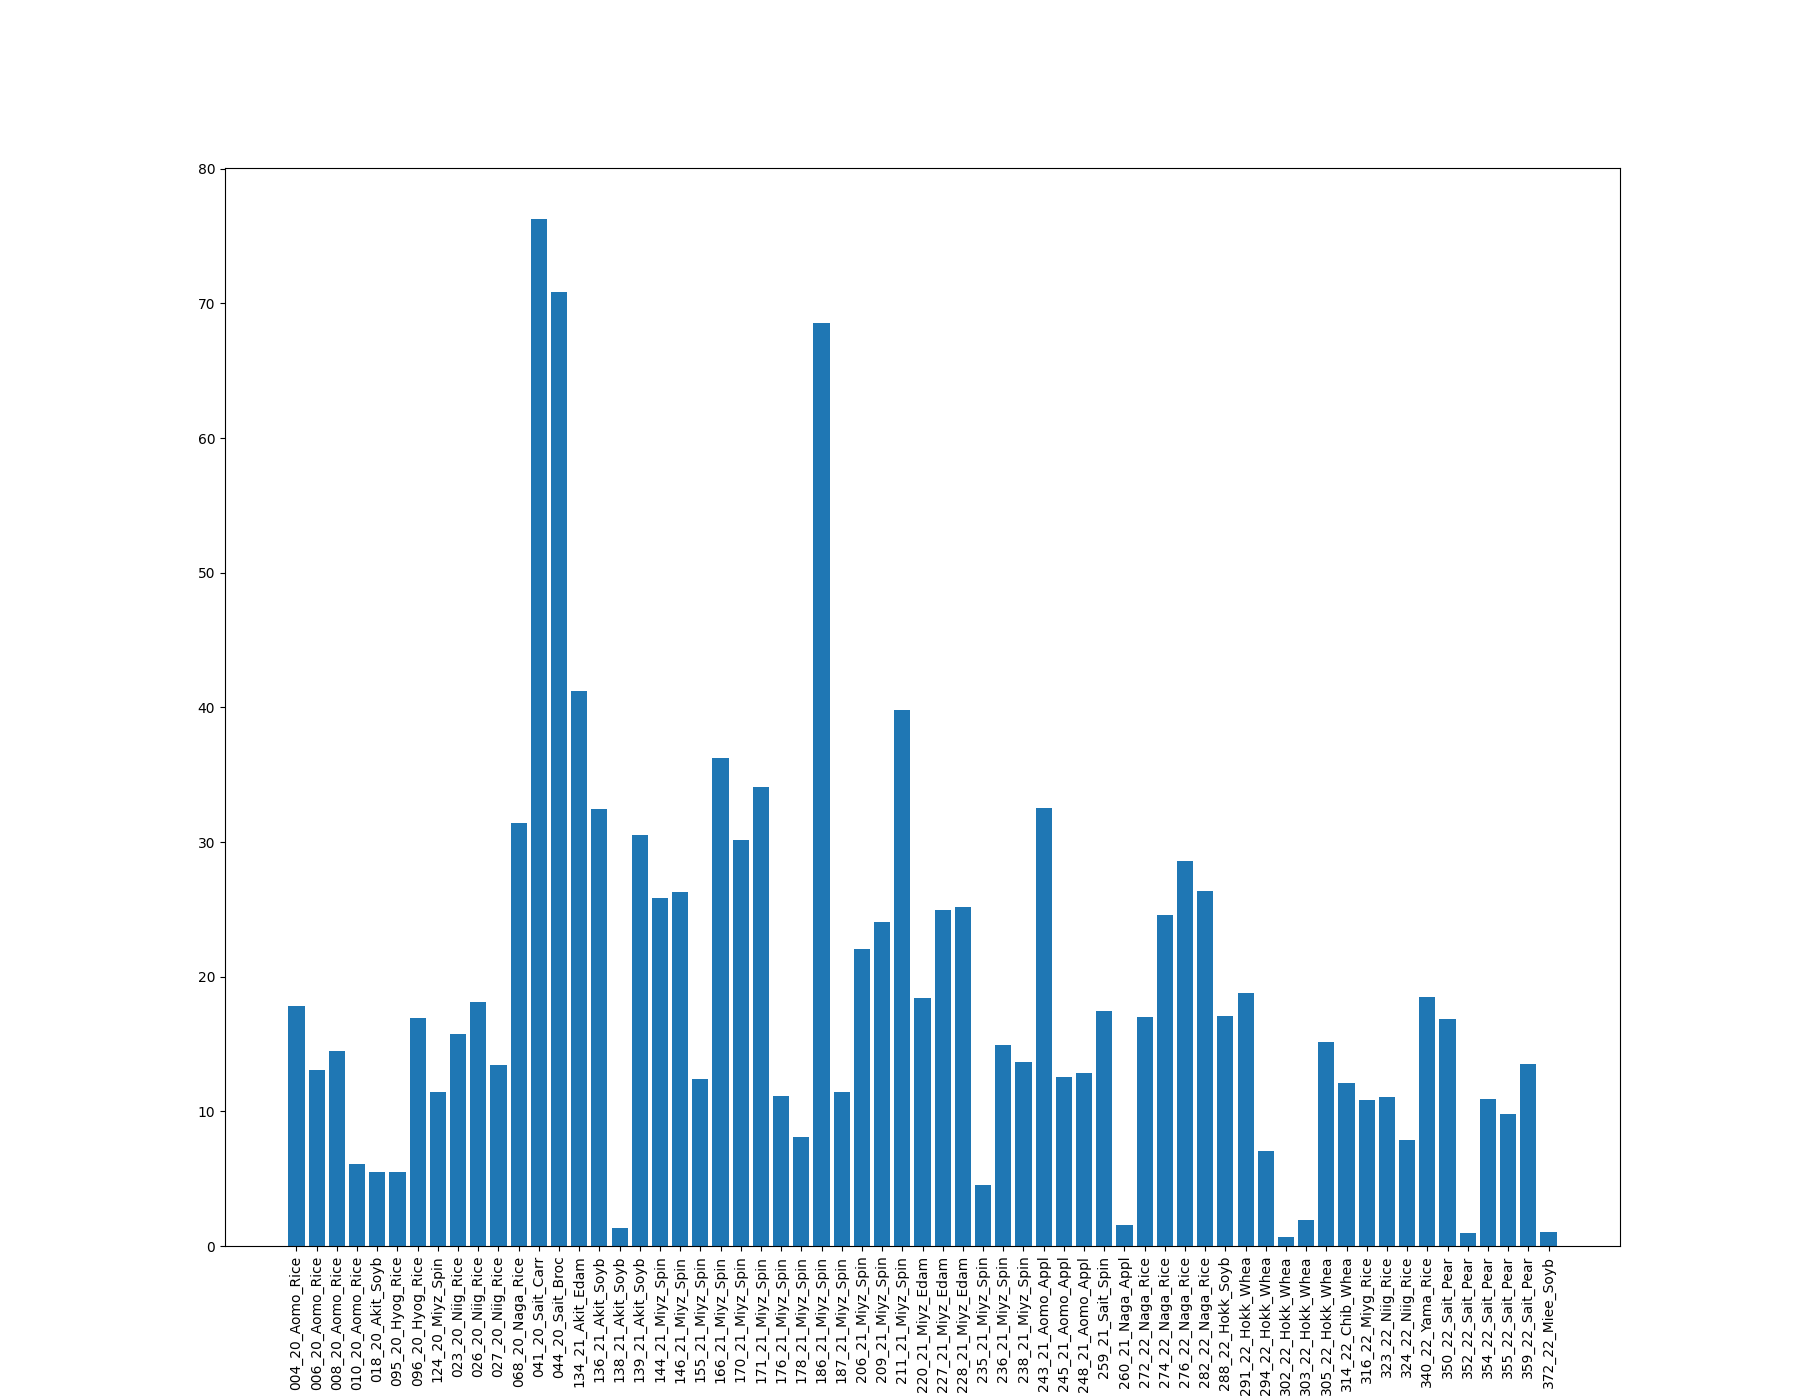 80
70
60
50
40
30
20
10
0
004_20_Aomo_Rice
006_20_Aomo_Rice
008_20_Aomo_Rice
010_20_Aomo_Rice
018_20_Akit_Soyb
095_20_Hyog_Rice
096_20_Hyog_Rice
124_20_Miyz_Spin
023_20_Niig_Rice
026_20_Niig_Rice
027_20_Niig_Rice
068_20_Naga_Rice
041_20_Sait_Carr
044_20_Sait_Broc
134_21_Akit_Edam
136_21_Akit_Soyb
138_21_Akit_Soyb
139_21_Akit_Soyb
144_21_Miyz_Spin
146_21_Miyz_Spin
155_21_Miyz_Spin
166_21_Miyz_Spin
170_21_Miyz_Spin
171_21_Miyz_Spin
176_21_Miyz_Spin
178_21_Miyz_Spin
186_21_Miyz_Spin
187_21_Miyz_Spin
206_21_Miyz_Spin
209_21_Miyz_Spin
211_21_Miyz_Spin
220_21_Miyz_Edam
227_21_Miyz_Edam
228_21_Miyz_Edam
235_21_Miyz_Spin
236_21_Miyz_Spin
238_21_Miyz_Spin
243_21_Aomo_Appl
245_21_Aomo_Appl
248_21_Aomo_Appl
259_21_Sait_Spin
260_21_Naga_Appl
272_22_Naga_Rice
274_22_Naga_Rice
276_22_Naga_Rice
282_22_Naga_Rice
288_22_Hokk_Soyb
291_22_Hokk_Whea
294_22_Hokk_Whea
302_22_Hokk_Whea
303_22_Hokk_Whea
305_22_Hokk_Whea
314_22_Chib_Whea
316_22_Miyg_Rice
323_22_Niig_Rice
324_22_Niig_Rice
340_22_Yama_Rice
350_22_Sait_Pear
352_22_Sait_Pear
354_22_Sait_Pear
355_22_Sait_Pear
359_22_Sait_Pear
372_22_Miee_Soyb